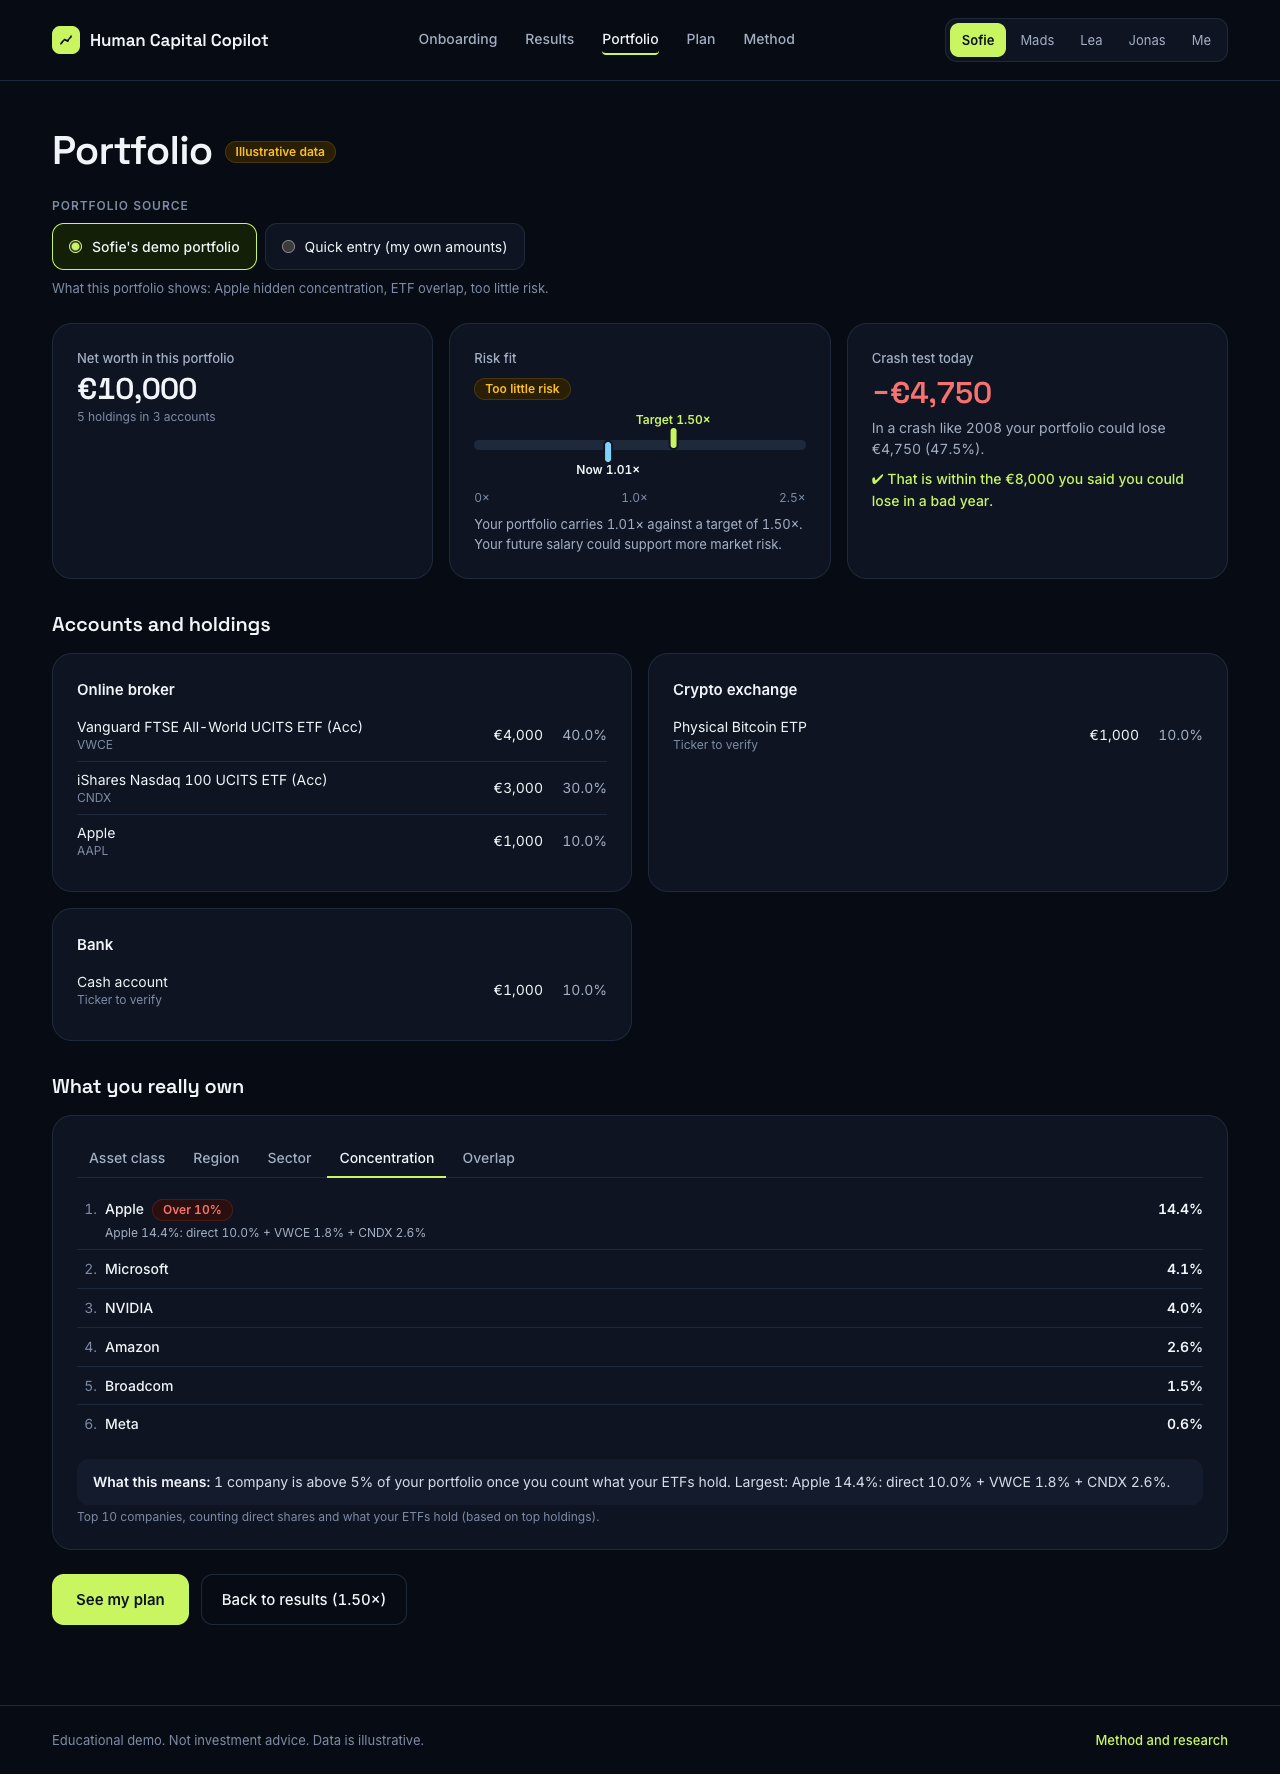 Human Capital Copilot
Onboarding
Results
Portfolio
Plan
Method
Sofie
Mads
Lea
Jonas
Me
Portfolio
Illustrative data
PORTFOLIO SOURCE
Sofie's demo portfolio
Quick entry (my own amounts)
What this portfolio shows: Apple hidden concentration, ETF overlap, too little risk.
Net worth in this portfolio
€10,000
5 holdings in 3 accounts
Risk fit
Too little risk
Target 1.50×
Now 1.01×
0×
1.0×
2.5×
Your portfolio carries 1.01× against a target of 1.50×.
Your future salary could support more market risk.
Crash test today
−€4,750
In a crash like 2008 your portfolio could lose
€4,750 (47.5%).
✔ That is within the €8,000 you said you could
lose in a bad year.
Accounts and holdings
Online broker
Vanguard FTSE All-World UCITS ETF (Acc)
VWCE
€4,000 40.0%
iShares Nasdaq 100 UCITS ETF (Acc)
CNDX
€3,000 30.0%
Apple
AAPL
€1,000 10.0%
Crypto exchange
Physical Bitcoin ETP
Ticker to verify
€1,000 10.0%
Bank
Cash account
Ticker to verify
€1,000 10.0%
What you really own
Asset class
Region
Sector
Concentration
Overlap
1. Apple Over 10% 14.4%
Apple 14.4%: direct 10.0% + VWCE 1.8% + CNDX 2.6%
2. Microsoft 4.1%
3. NVIDIA 4.0%
4. Amazon 2.6%
5. Broadcom 1.5%
6. Meta 0.6%
What this means: 1 company is above 5% of your portfolio once you count what your ETFs hold. Largest: Apple 14.4%: direct 10.0% + VWCE 1.8% + CNDX 2.6%.
Top 10 companies, counting direct shares and what your ETFs hold (based on top holdings).
See my plan
Back to results (1.50×)
Educational demo. Not investment advice. Data is illustrative.
Method and research